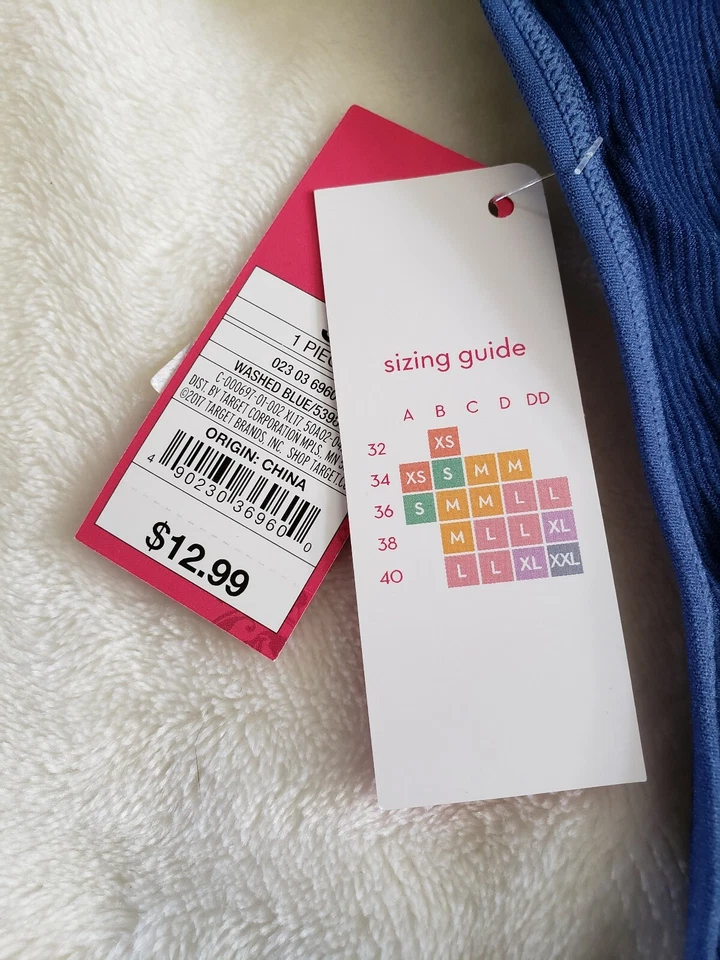 1 PIE
023 03 6960
WASHED BLUE/539
C-00069T-01-002 XL17 50A02-0
DIST. BY TARGET CORPORATION MPLS, MN
©2017 TARGET BRANDS, INC. SHOP TARGET.C
ORIGIN: CHINA
4 90230 36960 0
$12.99
sizing guide
A B C D DD
32 XS
34 XS S M M
36 S M M L L
38 M L L XL
40 L L XL XXL